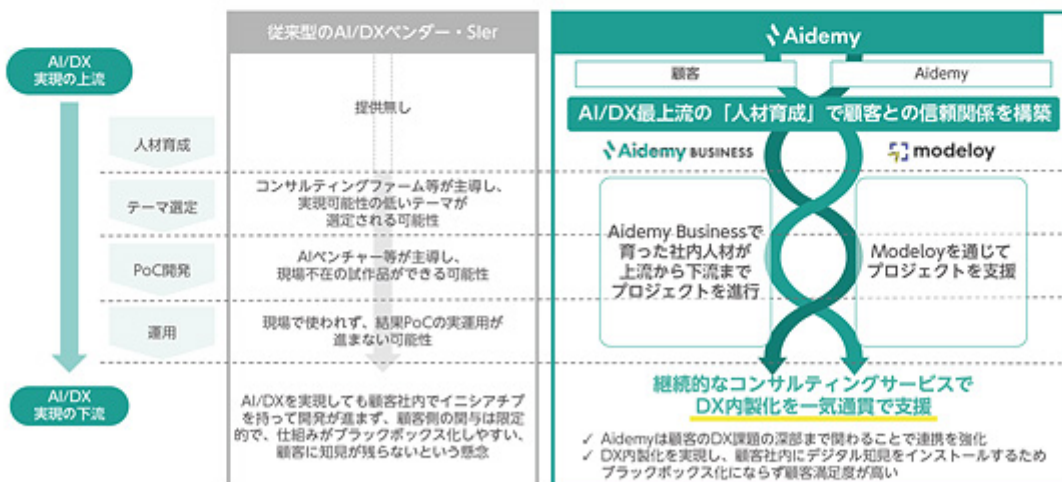 従来型のAI/DXベンダー・SIer
Aidemy
AI/DX
実現の上流
顧客
Aidemy
提供無し
AI/DX最上流の「人材育成」で顧客との信頼関係を構築
人材育成
Aidemy BUSINESS
modeloy
テーマ選定
コンサルティングファーム等が主導し、
実現可能性の低いテーマが
選定される可能性
Aidemy Businessで
育った社内人材が
上流から下流まで
プロジェクトを進行
Modeloyを通じて
プロジェクトを支援
PoC開発
AIベンチャー等が主導し、
現場不在の試作品ができる可能性
運用
現場で使われず、結果PoCの実運用が
進まない可能性
AI/DX
実現の下流
AI/DXを実現しても顧客社内でイニシアチブ
を持って開発が進まず、顧客側の関与は限定
的で、仕組みがブラックボックス化しやすい、
顧客に知見が残らないという懸念
継続的なコンサルティングサービスで
DX内製化を一気通貫で支援
✓ Aidemyは顧客のDX課題の深部まで関わることで連携を強化
✓ DX内製化を実現し、顧客社内にデジタル知見をインストールするため
ブラックボックス化にならず顧客満足度が高い